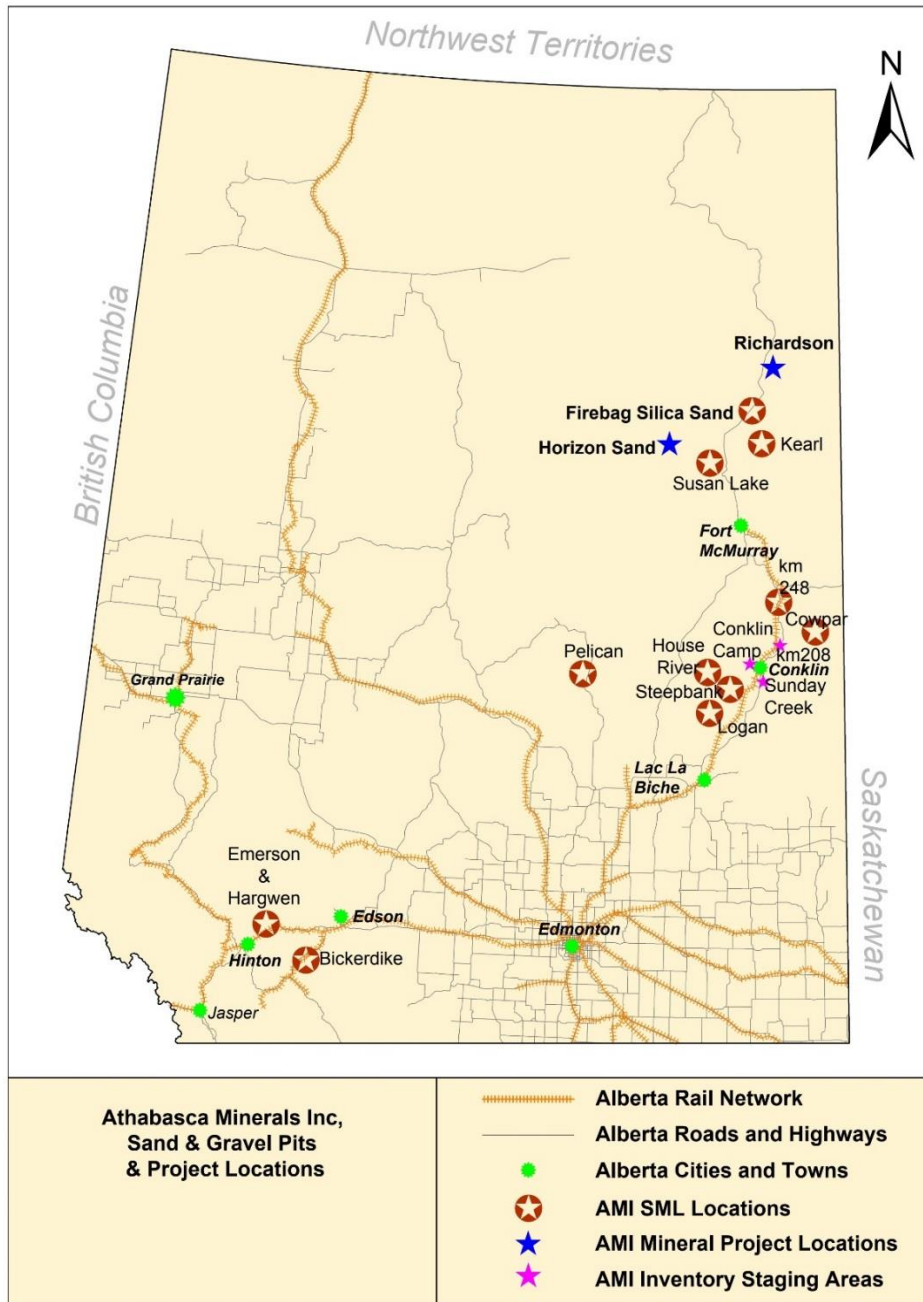 Northwest Territories
N
British Columbia
Richardson
Firebag Silica Sand
Kearl
Horizon Sand
Susan Lake
Fort
McMurray
km
248
Cowpar
Conklin
Camp
km208
Conklin
House
River
Pelican
Steepbank
Sunday
Creek
Logan
Grand Prairie
Lac La
Biche
Saskatchewan
Emerson
&
Hargwen
Edson
Edmonton
Hinton
Bickerdike
Jasper
Athabasca Minerals Inc,
Sand & Gravel Pits
& Project Locations
Alberta Rail Network
Alberta Roads and Highways
Alberta Cities and Towns
AMI SML Locations
AMI Mineral Project Locations
AMI Inventory Staging Areas